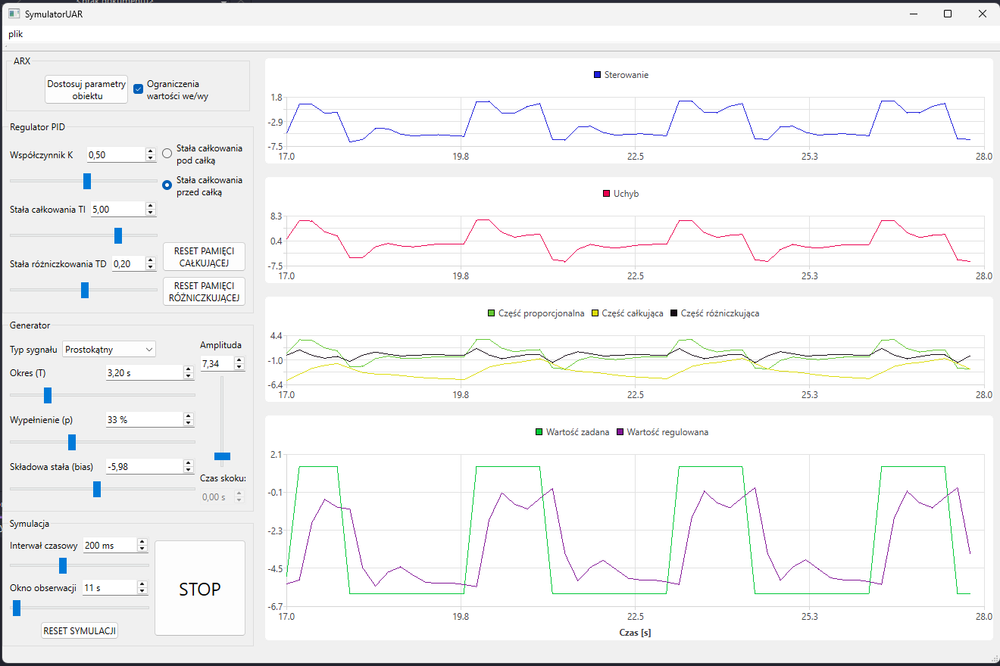 SymulatorUAR
plik
ARX
Dostosuj parametry
obiektu
Ograniczenia
wartości we/wy
Regulator PID
Współczynnik K
0,50
Stała całkowania
pod całką
Stała całkowania
przed całką
Stała całkowania TI
5,00
Stała różniczkowania TD
0,20
RESET PAMIĘCI
CAŁKUJĄCEJ
RESET PAMIĘCI
RÓŻNICZKUJĄCEJ
Generator
Typ sygnału
Prostokątny
Amplituda
7,34
Okres (T)
3,20 s
Wypełnienie (p)
33 %
Składowa stała (bias)
-5,98
Czas skoku:
0,00 s
Symulacja
Interwał czasowy
200 ms
Okno obserwacji
11 s
STOP
RESET SYMULACJI
Sterowanie
1.8
-2.9
-7.5
17.0 19.8 22.5 25.3 28.0
Uchyb
8.3
0.4
-7.5
17.0 19.8 22.5 25.3 28.0
Część proporcjonalna Część całkująca Część różniczkująca
4.4
-1.0
-6.4
17.0 19.8 22.5 25.3 28.0
Wartość zadana Wartość regulowana
2.1
-0.1
-2.3
-4.5
-6.7
17.0 19.8 22.5 25.3 28.0
Czas [s]